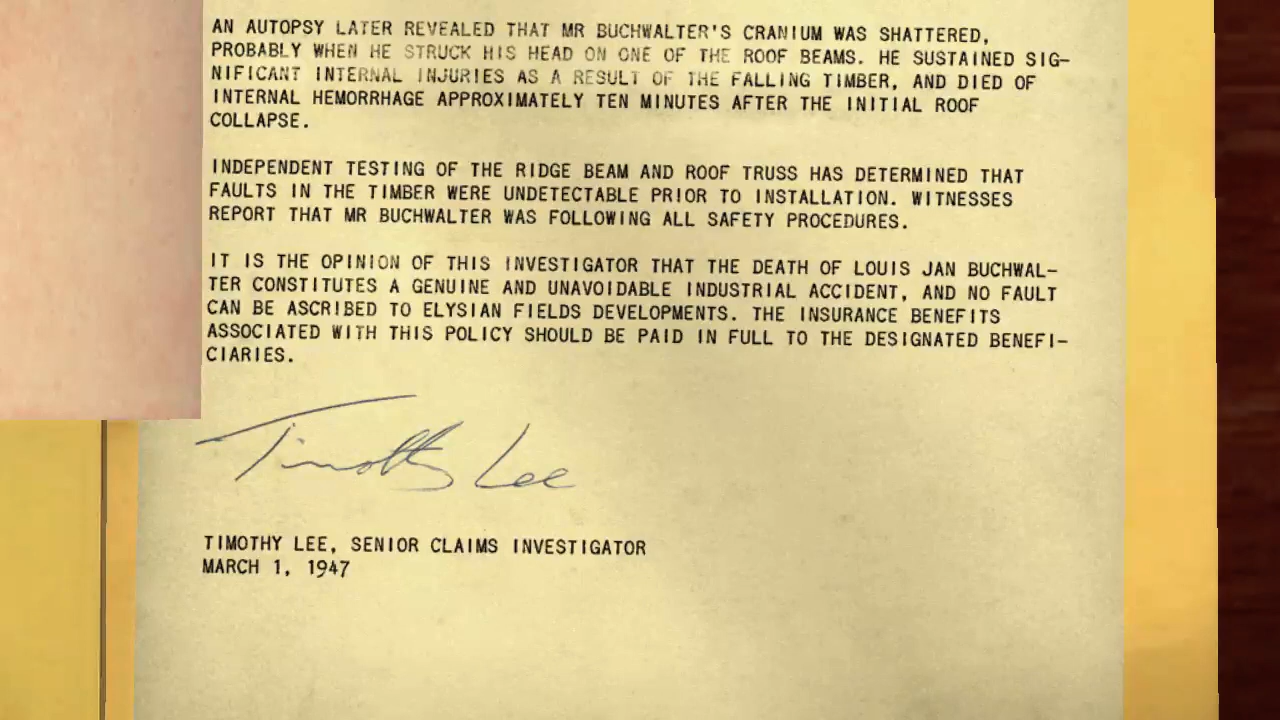 AN AUTOPSY LATER REVEALED THAT MR BUCHWALTER'S CRANIUM WAS SHATTERED,
PROBABLY WHEN HE STRUCK HIS HEAD ON ONE OF THE ROOF BEAMS. HE SUSTAINED SIG-
NIFICANT INTERNAL INJURIES AS A RESULT OF THE FALLING TIMBER, AND DIED OF
INTERNAL HEMORRHAGE APPROXIMATELY TEN MINUTES AFTER THE INITIAL ROOF
COLLAPSE.
INDEPENDENT TESTING OF THE RIDGE BEAM AND ROOF TRUSS HAS DETERMINED THAT
FAULTS IN THE TIMBER WERE UNDETECTABLE PRIOR TO INSTALLATION. WITNESSES
REPORT THAT MR BUCHWALTER WAS FOLLOWING ALL SAFETY PROCEDURES.
IT IS THE OPINION OF THIS INVESTIGATOR THAT THE DEATH OF LOUIS JAN BUCHWAL-
TER CONSTITUTES A GENUINE AND UNAVOIDABLE INDUSTRIAL ACCIDENT, AND NO FAULT
CAN BE ASCRIBED TO ELYSIAN FIELDS DEVELOPMENTS. THE INSURANCE BENEFITS
ASSOCIATED WITH THIS POLICY SHOULD BE PAID IN FULL TO THE DESIGNATED BENEFI-
CIARIES.
Timothy Lee
TIMOTHY LEE, SENIOR CLAIMS INVESTIGATOR
MARCH 1, 1947